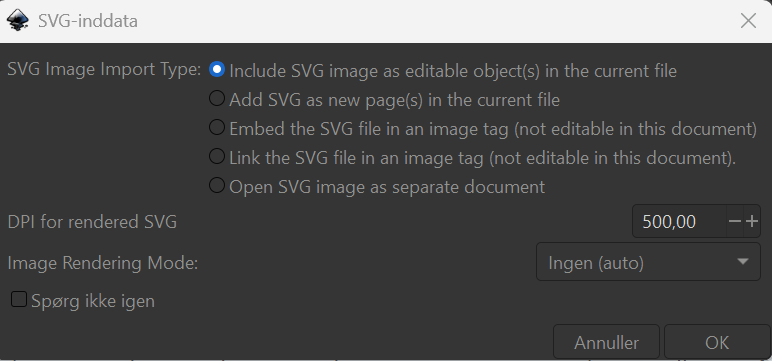 SVG-inddata
SVG Image Import Type:
Include SVG image as editable object(s) in the current file
Add SVG as new page(s) in the current file
Embed the SVG file in an image tag (not editable in this document)
Link the SVG file in an image tag (not editable in this document).
Open SVG image as separate document
DPI for rendered SVG
500,00
Image Rendering Mode:
Ingen (auto)
Spørg ikke igen
Annuller
OK